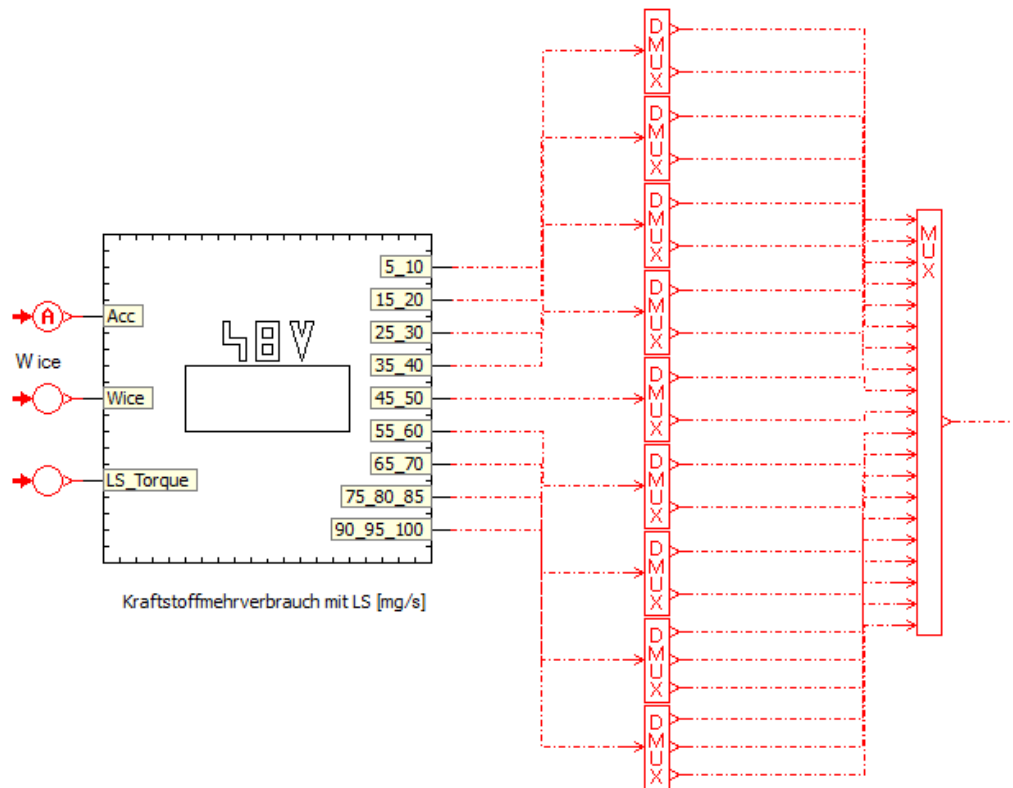 DMUX
DMUX
DMUX
DMUX
DMUX
DMUX
DMUX
DMUX
DMUX
MUX
48V
5_10
15_20
25_30
35_40
45_50
55_60
65_70
75_80_85
90_95_100
A
Acc
Wice
Wice
LS_Torque
Kraftstoffmehrverbrauch mit LS [mg/s]